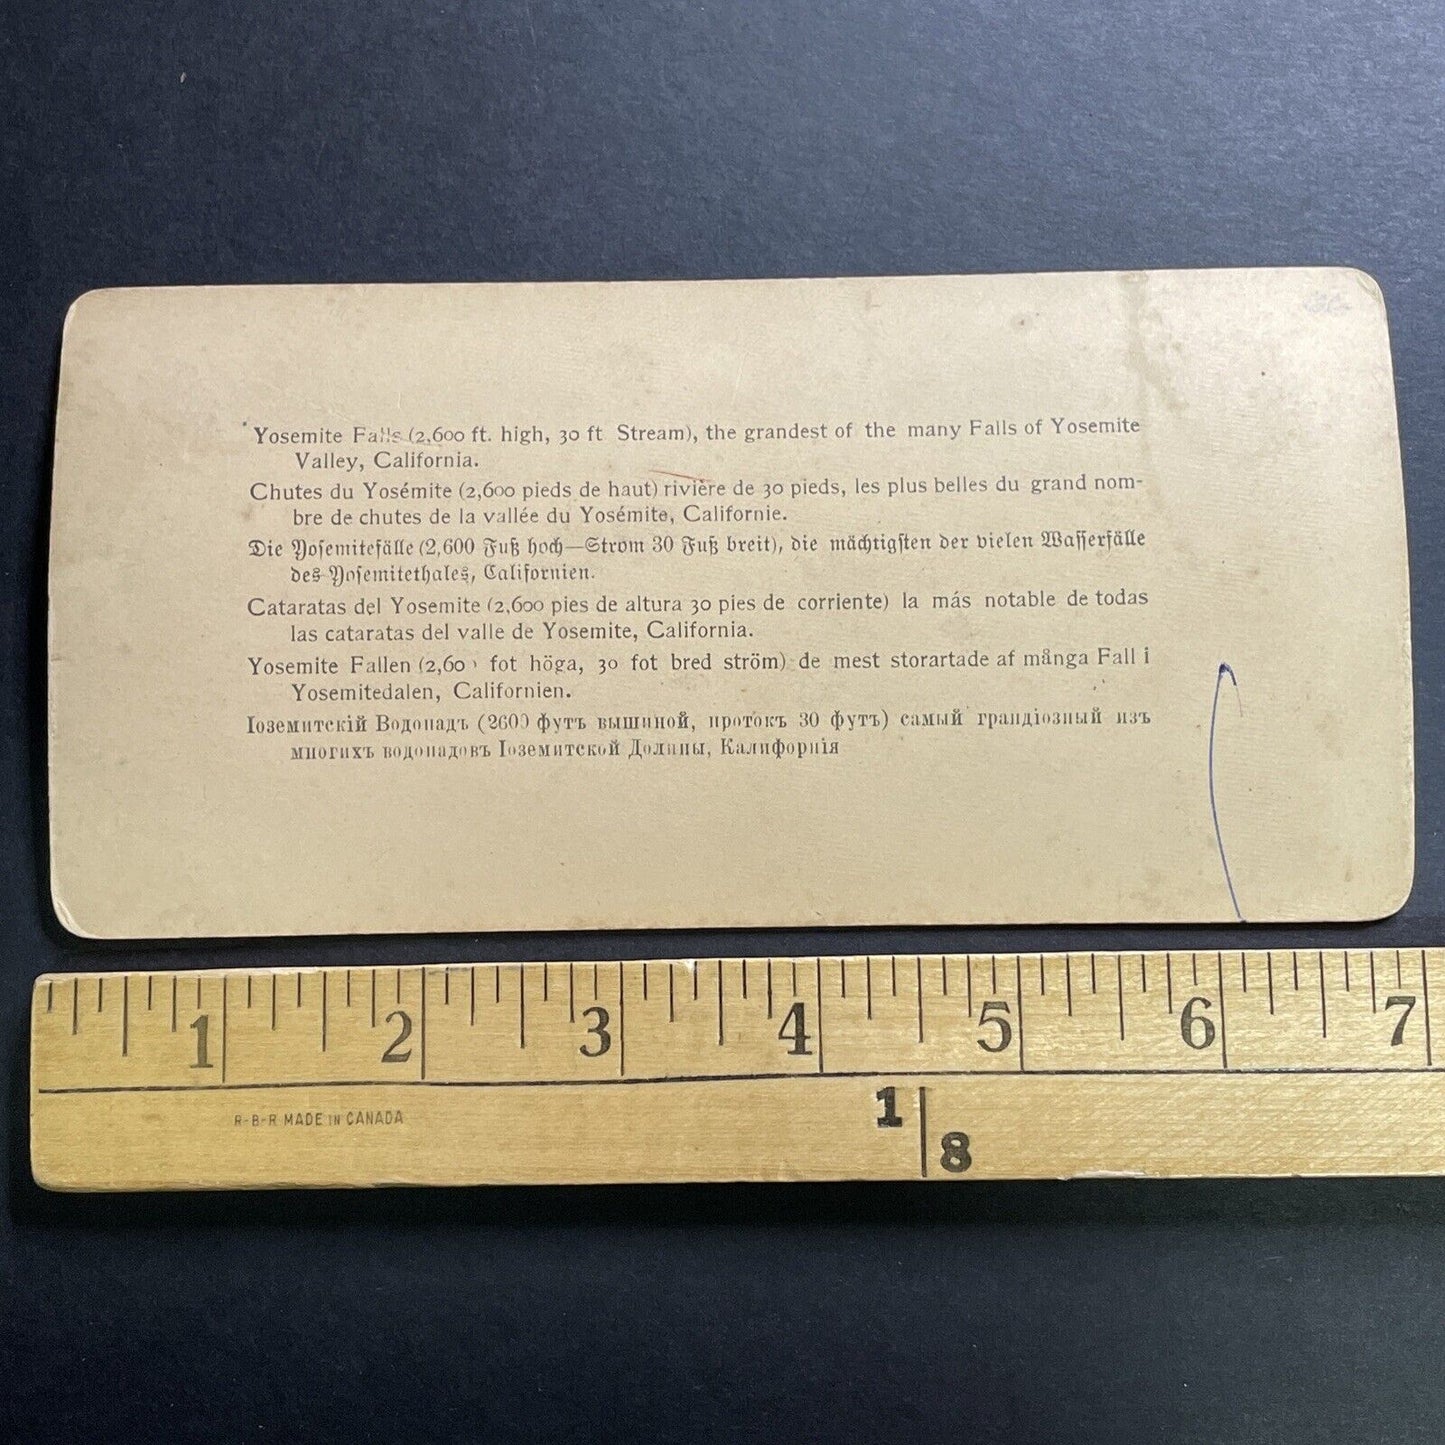 Yosemite Falls (2,600 ft. high, 30 ft Stream), the grandest of the many Falls of Yosemite
Valley, California.
Chutes du Yosémite (2,600 pieds de haut) rivière de 30 pieds, les plus belles du grand nom-
bre de chutes de la vallée du Yosémite, Californie.
Die Yosemitefälle (2,600 Fuß hoch—Strom 30 Fuß breit), die mächtigsten der vielen Wasserfälle
des Yosemitethales, Californien.
Cataratas del Yosemite (2,600 pies de altura 30 pies de corriente) la más notable de todas
las cataratas del valle de Yosemite, California.
Yosemite Fallen (2,60 fot höga, 30 fot bred ström) de mest storartade af många Fall i
Yosemitedalen, Californien.
Іоземитскій Водопадъ (2600 футъ вышиной, протокъ 30 футъ) самый грандіозный изъ
многихъ водопадовъ Іоземитской Долины, Калифорнія
1 2 3 4 5 6 7
R-B-R MADE IN CANADA
1
8